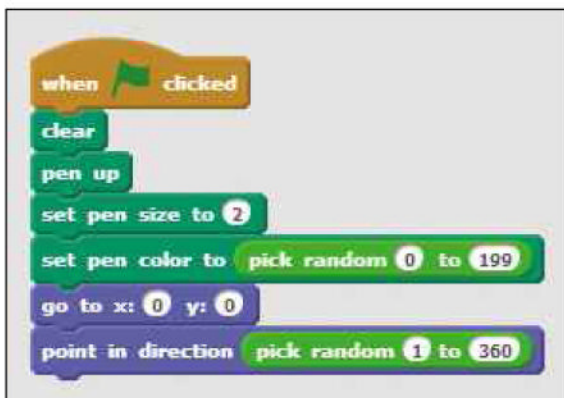 when clicked
clear
pen up
set pen size to 2
set pen color to pick random 0 to 199
go to x: 0 y: 0
point in direction pick random 1 to 360